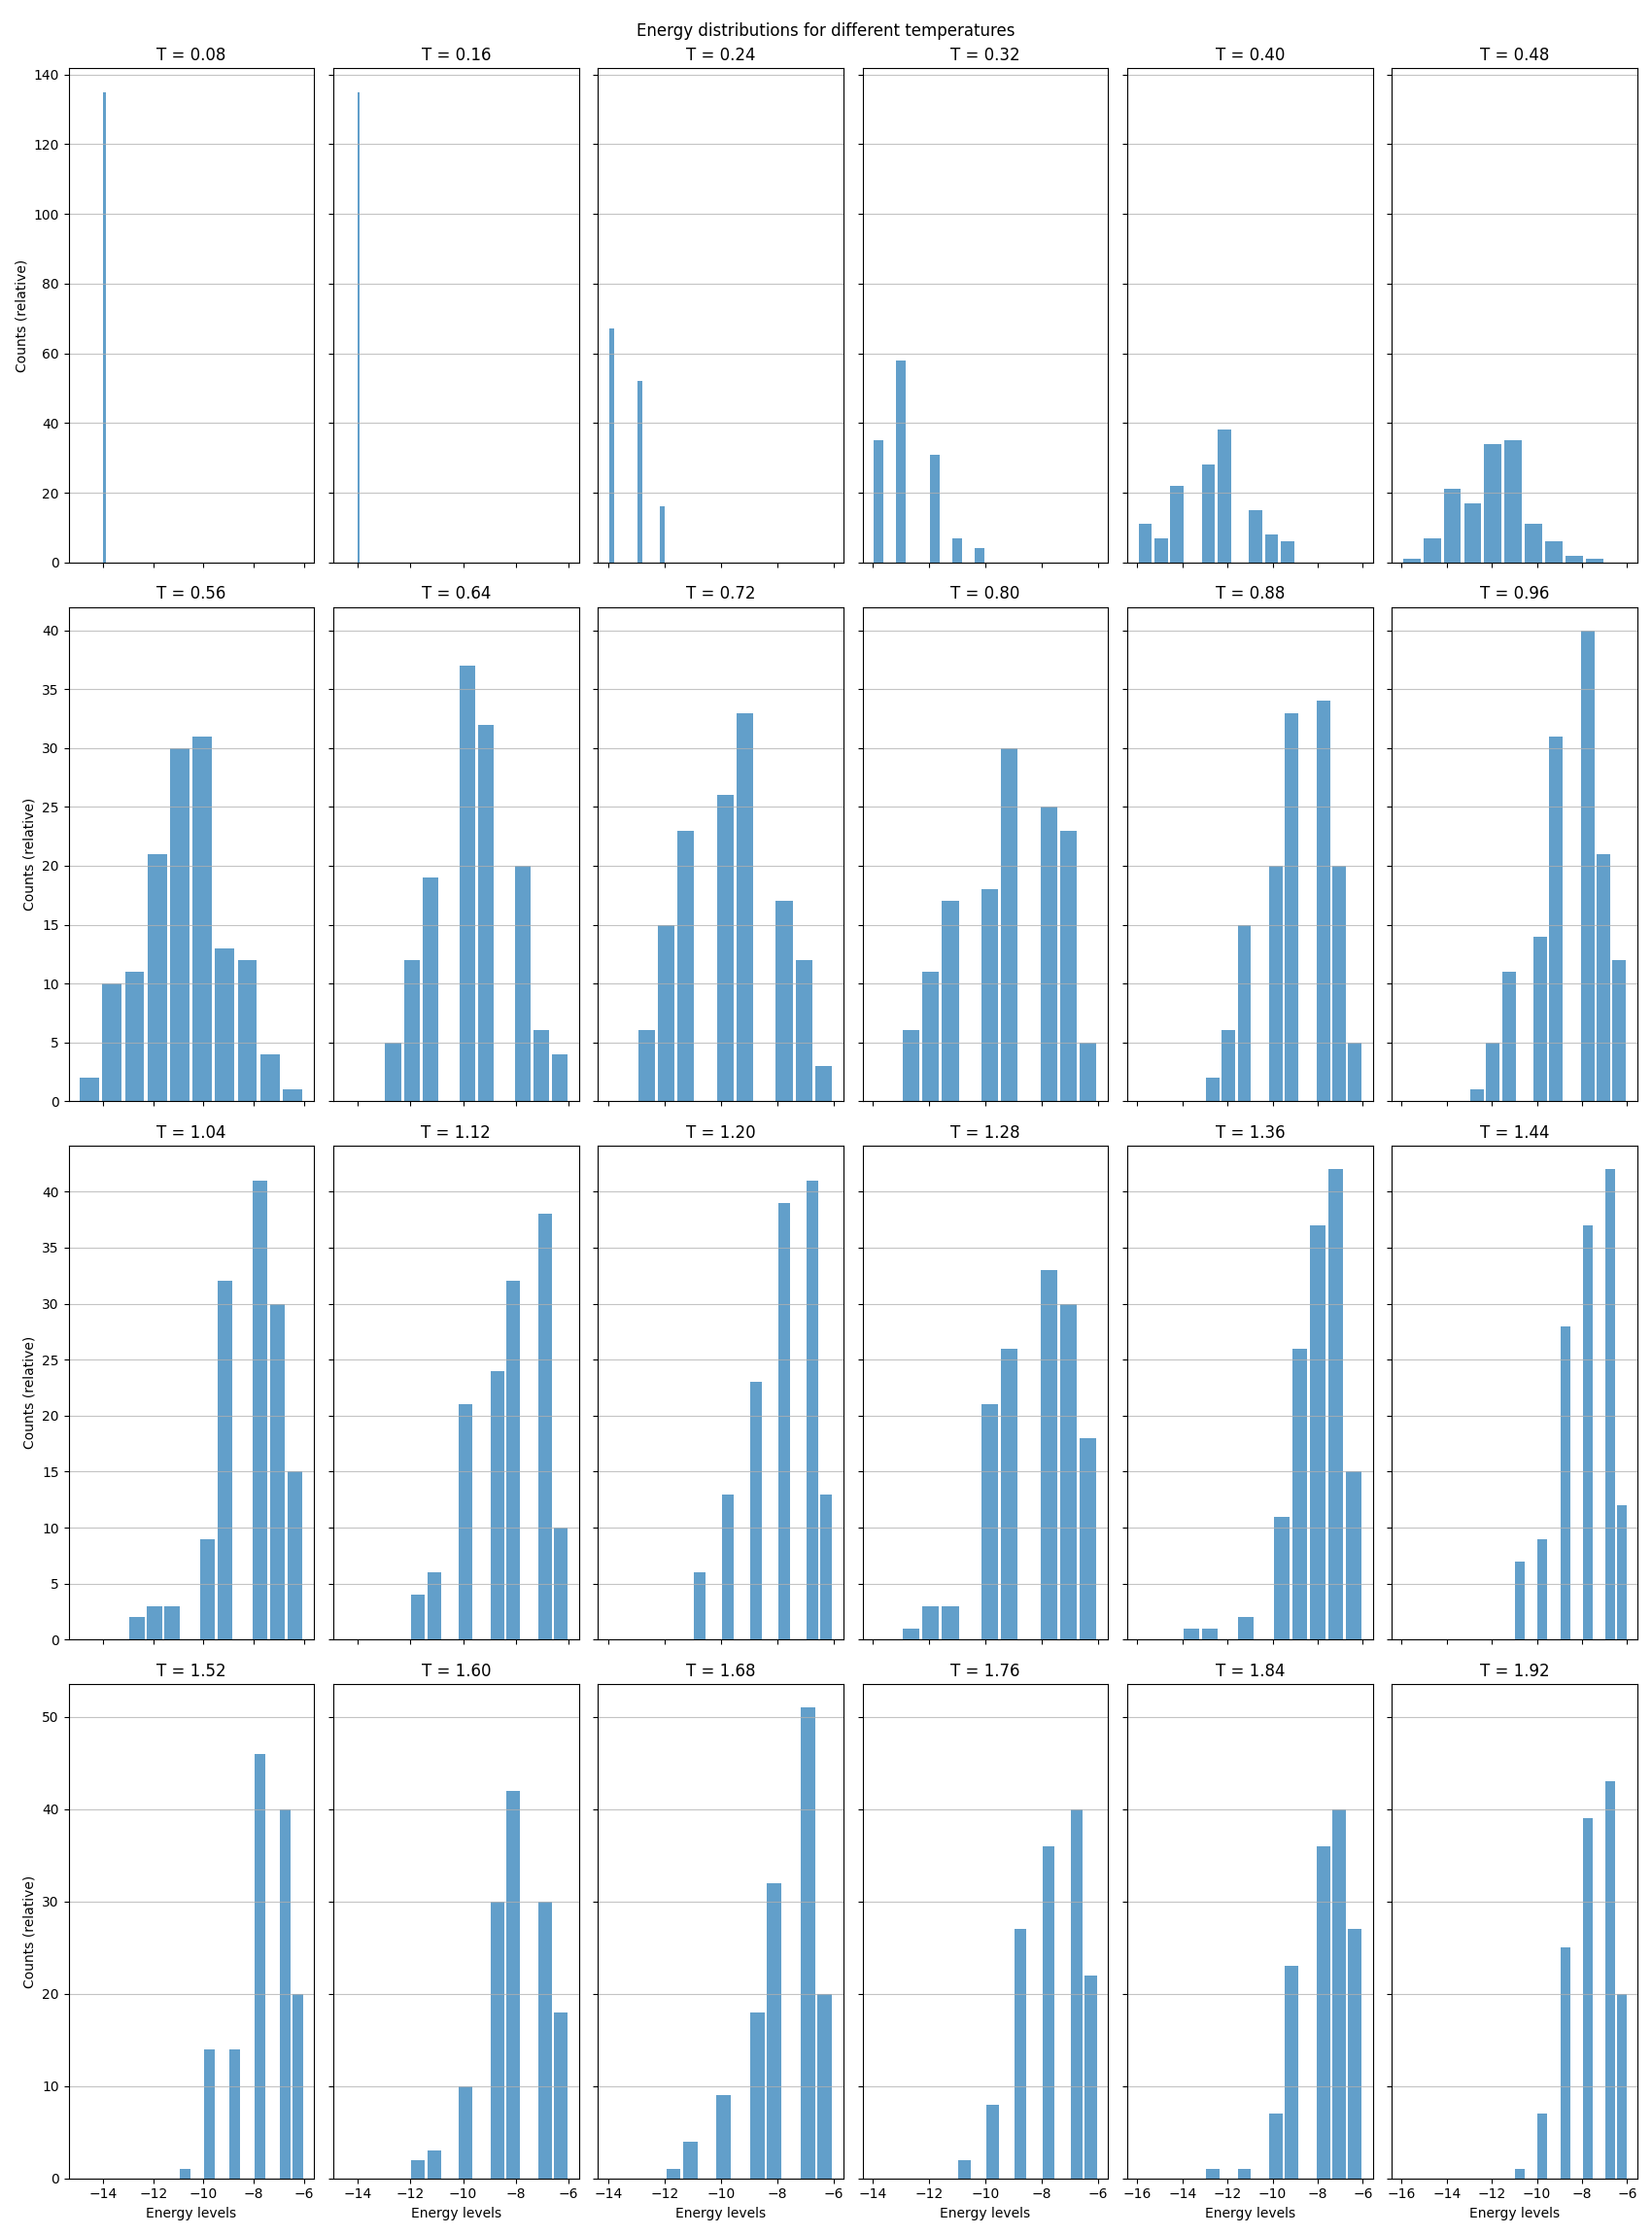 Energy distributions for different temperatures
T = 0.08 T = 0.16 T = 0.24 T = 0.32 T = 0.40 T = 0.48
140
120
100
80
60
40
20
0
Counts (relative)
T = 0.56 T = 0.64 T = 0.72 T = 0.80 T = 0.88 T = 0.96
40
35
30
25
20
15
10
5
0
Counts (relative)
T = 1.04 T = 1.12 T = 1.20 T = 1.28 T = 1.36 T = 1.44
40
35
30
25
20
15
10
5
0
Counts (relative)
T = 1.52 T = 1.60 T = 1.68 T = 1.76 T = 1.84 T = 1.92
50
40
30
20
10
0
Counts (relative)
−14 −12 −10 −8 −6 −14 −12 −10 −8 −6 −14 −12 −10 −8 −6 −14 −12 −10 −8 −6 −16 −14 −12 −10 −8 −6 −16 −14 −12 −10 −8 −6
Energy levels Energy levels Energy levels Energy levels Energy levels Energy levels